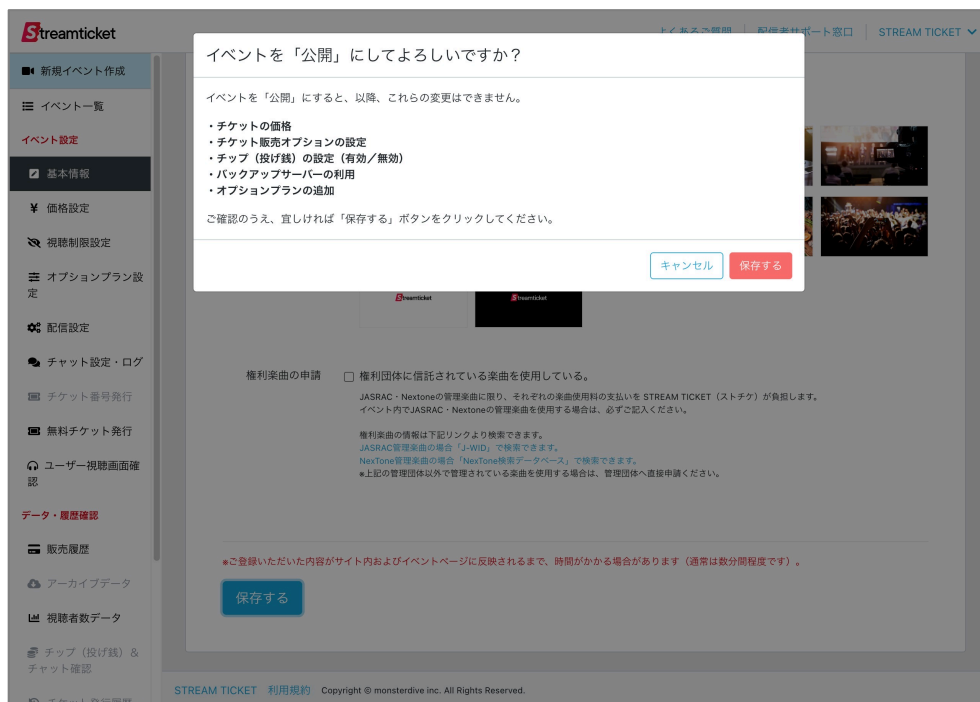 Streamticket
よくあるご質問
配信者サポート窓口
STREAM TICKET
新規イベント作成
イベント一覧
イベント設定
基本情報
価格設定
視聴制限設定
オプションプラン設
定
配信設定
チャット設定・ログ
チケット番号発行
無料チケット発行
ユーザー視聴画面確
認
データ・履歴確認
販売履歴
アーカイブデータ
視聴者数データ
チップ（投げ銭）&
チャット確認
チケット発行履歴
イベントを「公開」にしてよろしいですか？
イベントを「公開」にすると、以降、これらの変更はできません。
・チケットの価格
・チケット販売オプションの設定
・チップ（投げ銭）の設定（有効／無効）
・バックアップサーバーの利用
・オプションプランの追加
ご確認のうえ、宜しければ「保存する」ボタンをクリックしてください。
キャンセル
保存する
Streamticket
Streamticket
権利楽曲の申請
権利団体に信託されている楽曲を使用している。
JASRAC・Nextoneの管理楽曲に限り、それぞれの楽曲使用料の支払いを STREAM TICKET（ストチケ）が負担します。
イベント内でJASRAC・Nextoneの管理楽曲を使用する場合は、必ずご記入ください。
権利楽曲の情報は下記リンクより検索できます。
JASRAC管理楽曲の場合「J-WID」で検索できます。
NexTone管理楽曲の場合「NexTone検索データベース」で検索できます。
※上記の管理団体以外で管理されている楽曲を使用する場合は、管理団体へ直接申請ください。
※ご登録いただいた内容がサイト内およびイベントページに反映されるまで、時間がかかる場合があります（通常は数分間程度です）。
保存する
STREAM TICKET
利用規約
Copyright © monsterdive inc. All Rights Reserved.